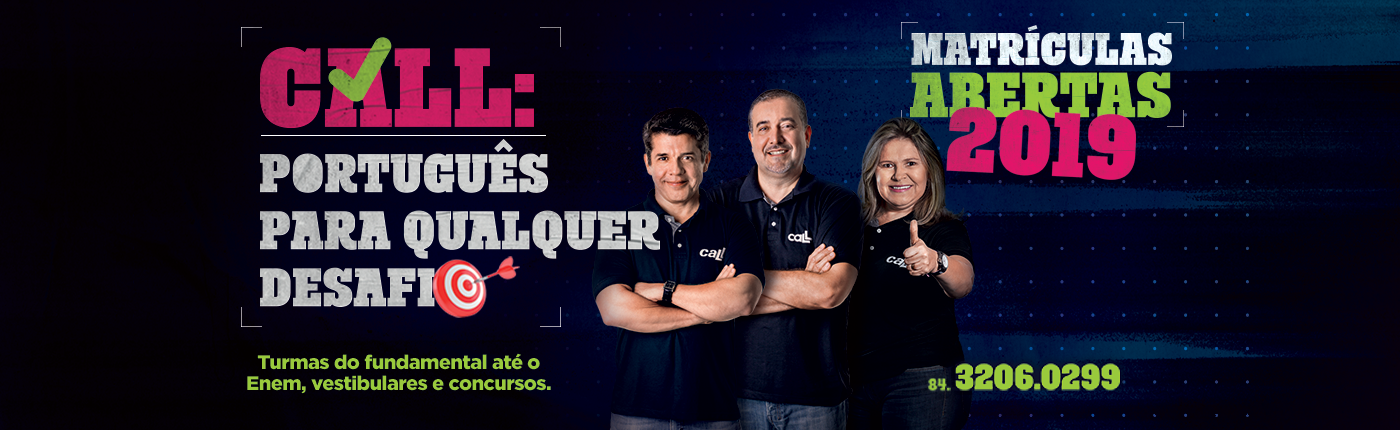 CALL:
PORTUGUÊS
PARA QUALQUER
DESAFIO
Turmas do fundamental até o
Enem, vestibulares e concursos.
call
call
call
MATRÍCULAS
ABERTAS
2019
84. 3206.0299